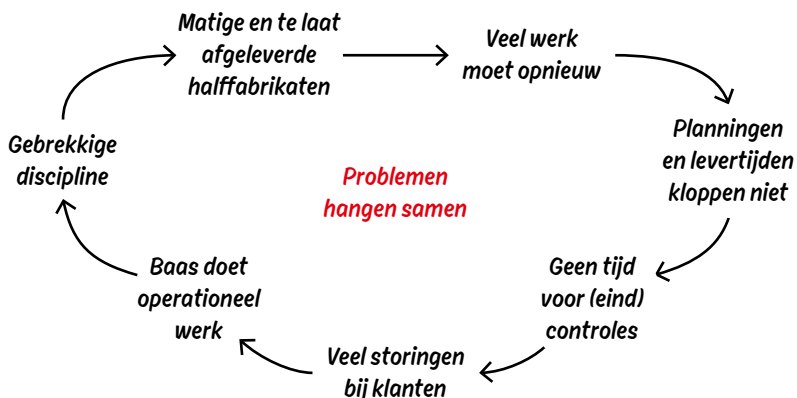 Matige en te laat
afgeleverde
halffabrikaten
Veel werk
moet opnieuw
Planningen
en levertijden
kloppen niet
Geen tijd
voor (eind)
controles
Veel storingen
bij klanten
Baas doet
operationeel
werk
Gebrekkige
discipline
Problemen
hangen samen